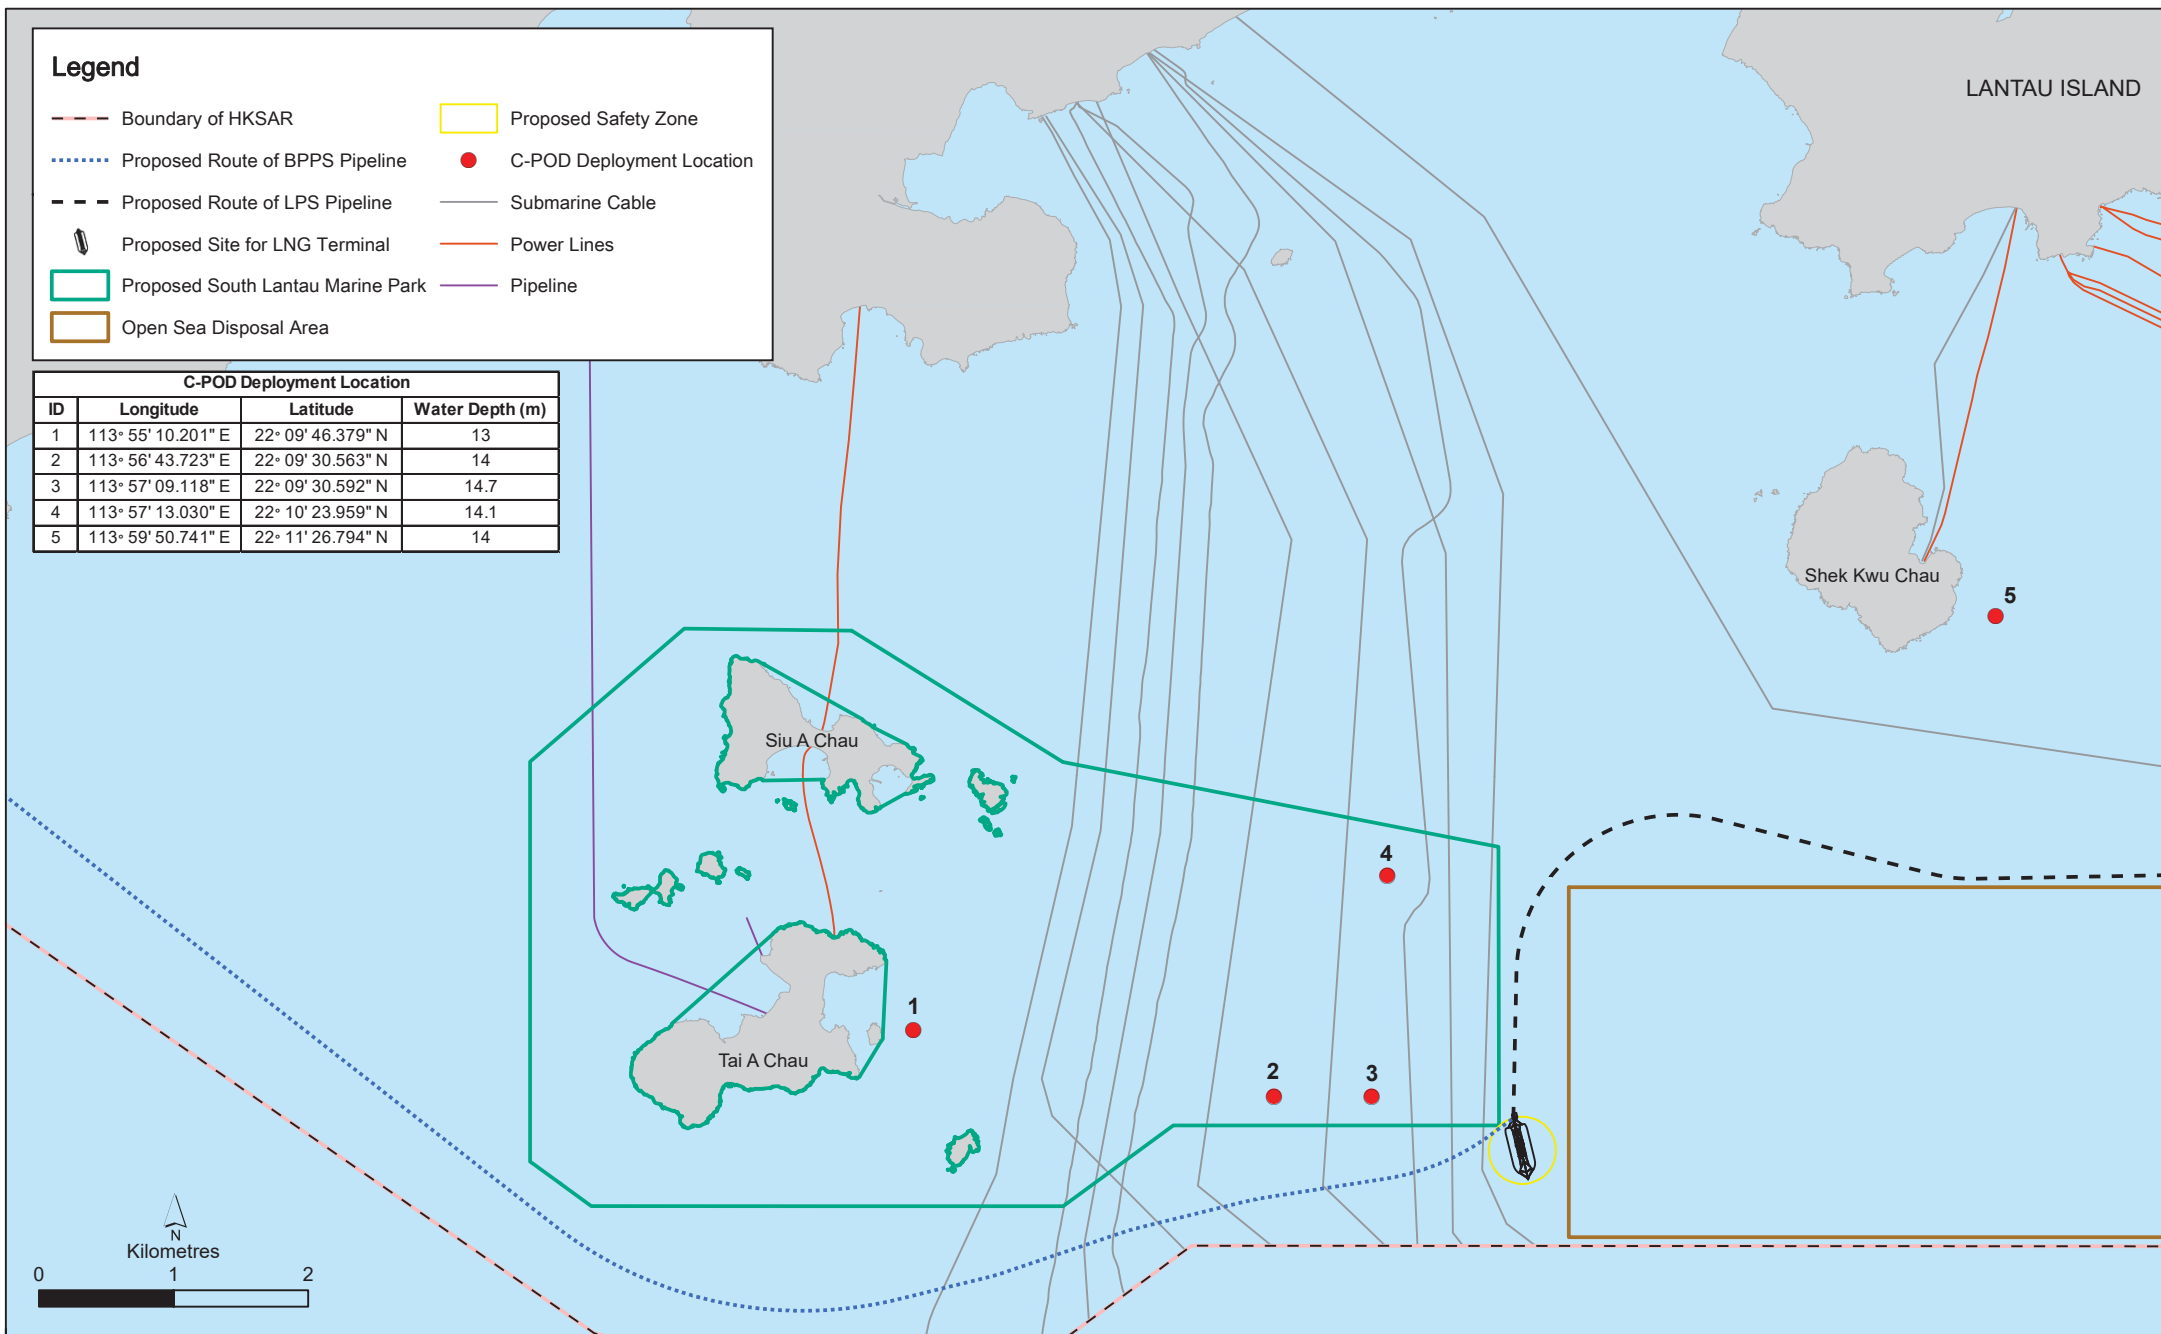 Legend
Boundary of HKSAR
Proposed Route of BPPS Pipeline
Proposed Route of LPS Pipeline
Proposed Site for LNG Terminal
Proposed South Lantau Marine Park
Open Sea Disposal Area
Proposed Safety Zone
C-POD Deployment Location
Submarine Cable
Power Lines
Pipeline
C-POD Deployment Location
ID Longitude Latitude Water Depth (m)
1 113° 55' 10.201" E 22° 09' 46.379" N 13
2 113° 56' 43.723" E 22° 09' 30.563" N 14
3 113° 57' 09.118" E 22° 09' 30.592" N 14.7
4 113° 57' 13.030" E 22° 10' 23.959" N 14.1
5 113° 59' 50.741" E 22° 11' 26.794" N 14
LANTAU ISLAND
Shek Kwu Chau
5
Siu A Chau
4
1
Tai A Chau
2
3
N
Kilometres
0 1 2